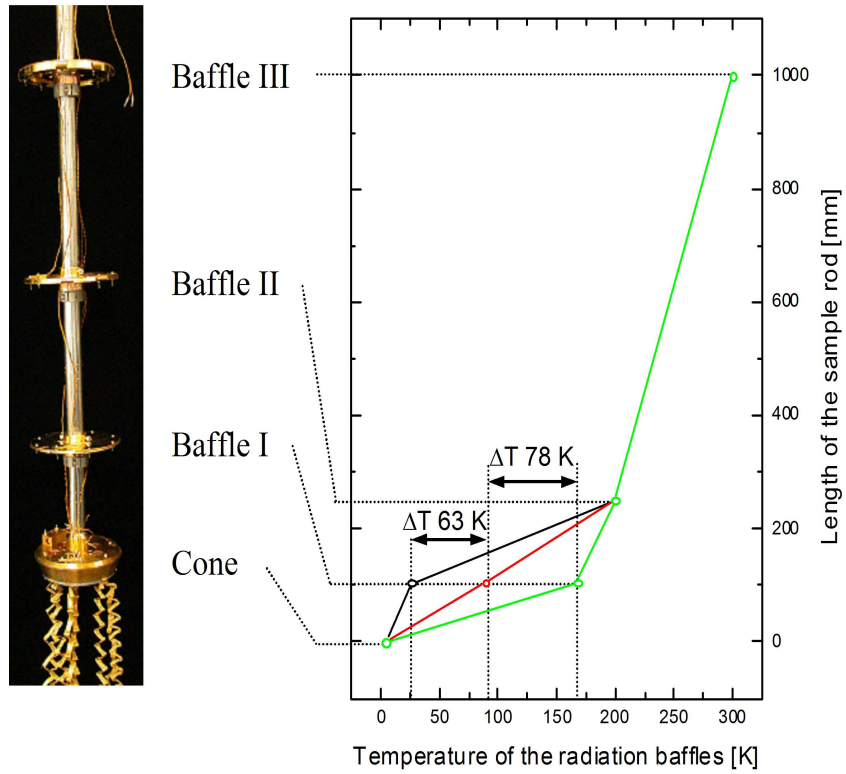 Baffle III
Baffle II
Baffle I
Cone
ΔT 78 K
ΔT 63 K
1000
800
600
400
200
0
Length of the sample rod [mm]
0 50 100 150 200 250 300
Temperature of the radiation baffles [K]